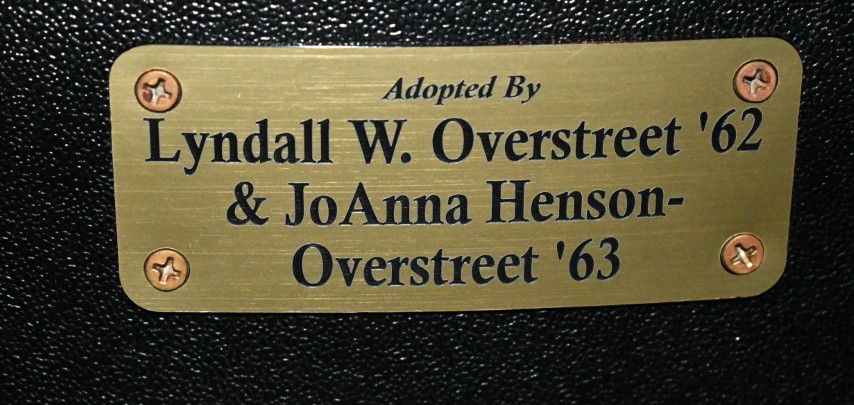 Adopted By
Lyndall W. Overstreet '62
& JoAnna Henson-
Overstreet '63